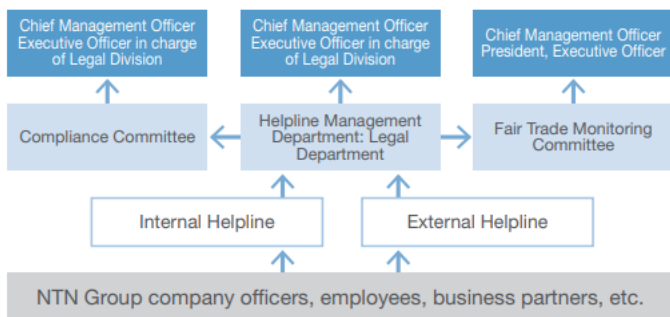 Chief Management Officer
Executive Officer in charge
of Legal Division
Chief Management Officer
Executive Officer in charge
of Legal Division
Chief Management Officer
President, Executive Officer
Compliance Committee
Helpline Management
Department: Legal
Department
Fair Trade Monitoring
Committee
Internal Helpline
External Helpline
NTN Group company officers, employees, business partners, etc.